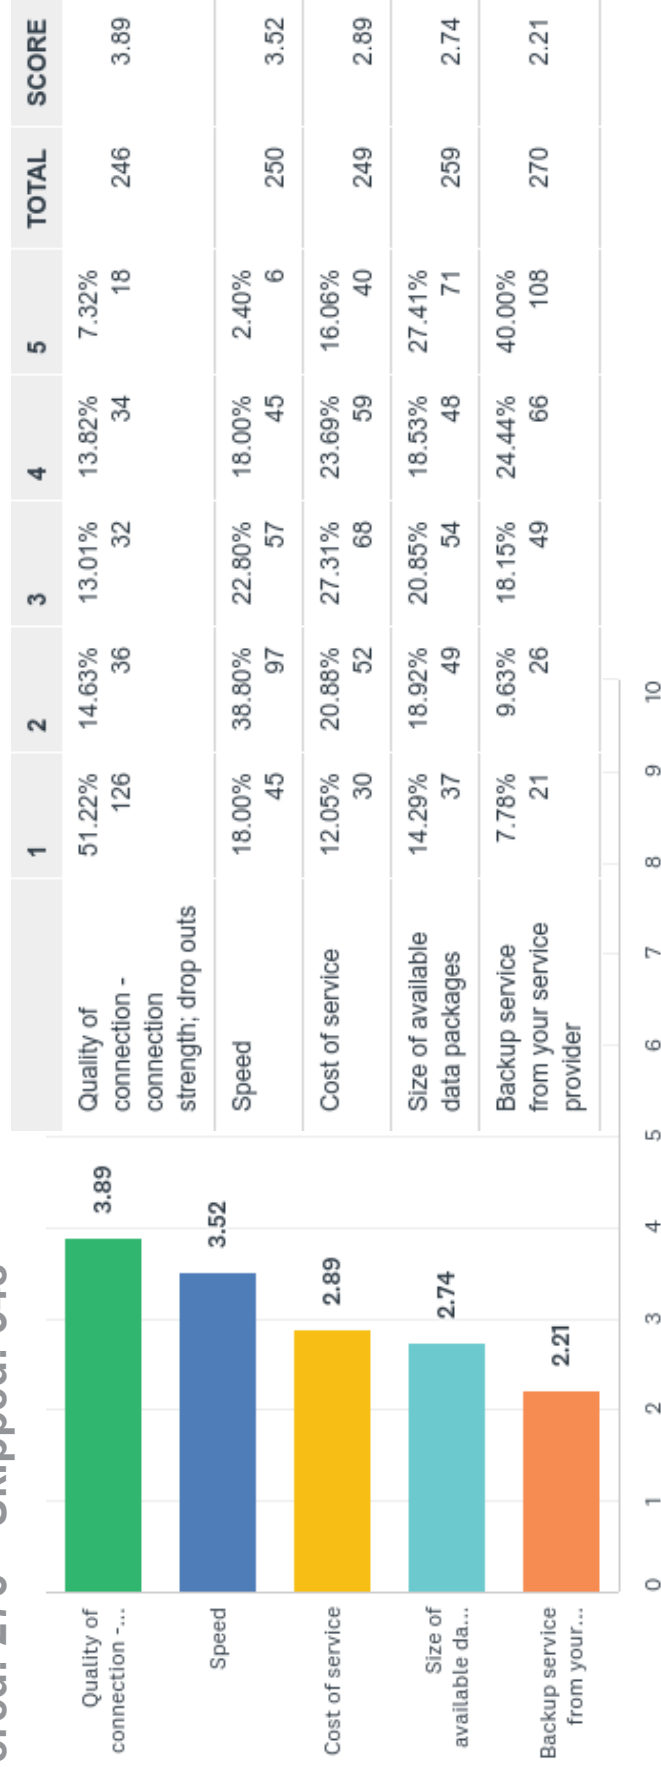 Quality of
connection -...
3.89
Speed
3.52
Cost of service
2.89
Size of
available da...
2.74
Backup service
from your...
2.21
0 1 2 3 4 5 6 7 8 9 10
1 2 3 4 5 TOTAL SCORE
Quality of 51.22% 14.63% 13.01% 13.82% 7.32%
connection - 126 36 32 34 18 246 3.89
connection
strength; drop outs
Speed 18.00% 38.80% 22.80% 18.00% 2.40%
45 97 57 45 6 250 3.52
Cost of service 12.05% 20.88% 27.31% 23.69% 16.06%
30 52 68 59 40 249 2.89
Size of available 14.29% 18.92% 20.85% 18.53% 27.41%
data packages 37 49 54 48 71 259 2.74
Backup service 7.78% 9.63% 18.15% 24.44% 40.00%
from your service 21 26 49 66 108 270 2.21
provider